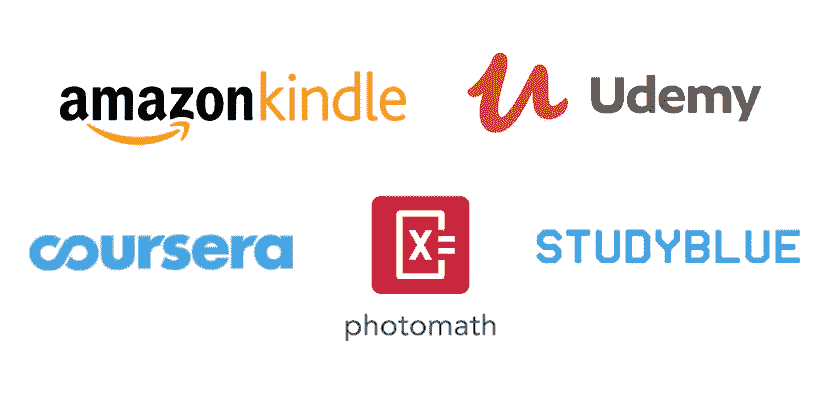 amazonkindle
Udemy
coursera
X=
photomath
STUDYBLUE